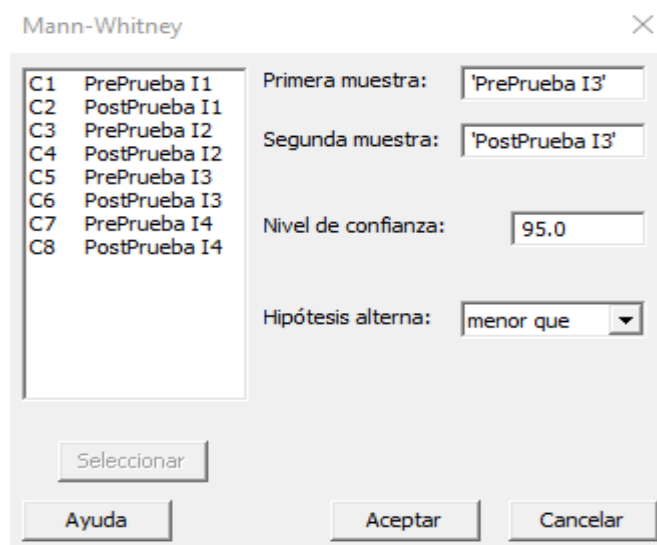 Mann-Whitney
C1 PrePrueba I1
C2 PostPrueba I1
C3 PrePrueba I2
C4 PostPrueba I2
C5 PrePrueba I3
C6 PostPrueba I3
C7 PrePrueba I4
C8 PostPrueba I4
Primera muestra: 'PrePrueba I3'
Segunda muestra: 'PostPrueba I3'
Nivel de confianza: 95.0
Hipótesis alterna: menor que
Seleccionar
Ayuda Aceptar Cancelar